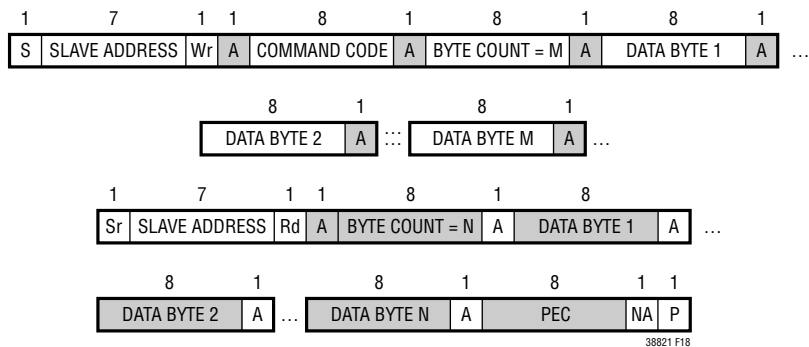 1 7 1 1 8 1 8 1 8 1
S SLAVE ADDRESS Wr A COMMAND CODE A BYTE COUNT = M A DATA BYTE 1 A ...
8 1 8 1
DATA BYTE 2 A ... DATA BYTE M A ...
1 7 1 1 8 1 8
Sr SLAVE ADDRESS Rd A BYTE COUNT = N A DATA BYTE 1 A ...
8 1 8 1 8 1 1
DATA BYTE 2 A ... DATA BYTE N A PEC NA P
38821 F18